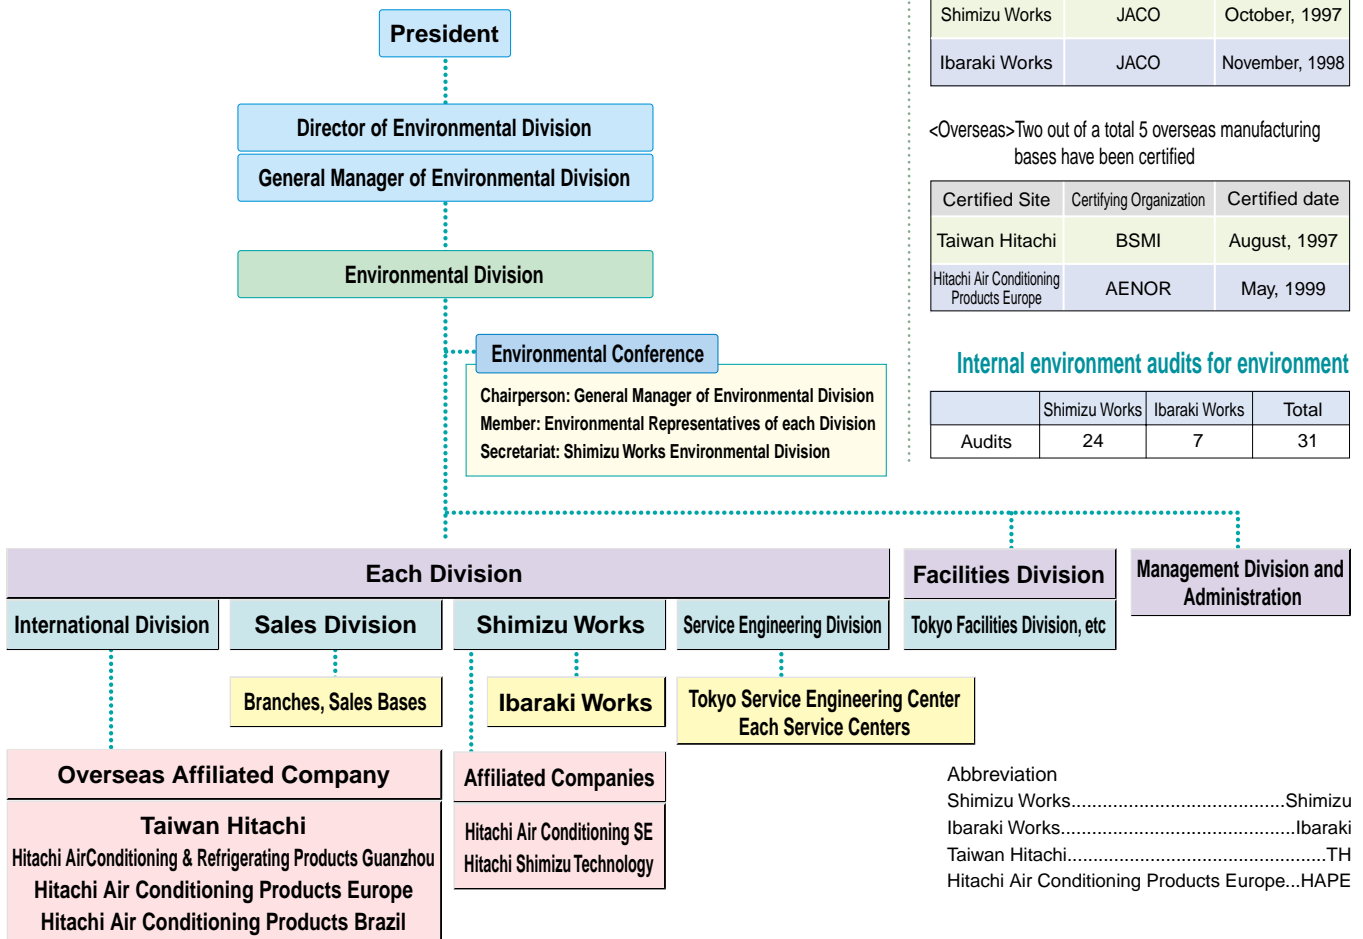 President
Director of Environmental Division
General Manager of Environmental Division
Environmental Division
Environmental Conference
Chairperson: General Manager of Environmental Division
Member: Environmental Representatives of each Division
Secretariat: Shimizu Works Environmental Division
Shimizu Works JACO October, 1997
Ibaraki Works JACO November, 1998
<Overseas>Two out of a total 5 overseas manufacturing
bases have been certified
Certified Site Certifying Organization Certified date
Taiwan Hitachi BSMI August, 1997
Hitachi Air Conditioning
Products Europe AENOR May, 1999
Internal environment audits for environment
Shimizu Works Ibaraki Works Total
Audits 24 7 31
Each Division
Facilities Division
Management Division and
Administration
International Division
Sales Division
Shimizu Works
Service Engineering Division
Tokyo Facilities Division, etc
Branches, Sales Bases
Ibaraki Works
Tokyo Service Engineering Center
Each Service Centers
Overseas Affiliated Company
Taiwan Hitachi
Hitachi AirConditioning & Refrigerating Products Guanzhou
Hitachi Air Conditioning Products Europe
Hitachi Air Conditioning Products Brazil
Affiliated Companies
Hitachi Air Conditioning SE
Hitachi Shimizu Technology
Abbreviation
Shimizu Works........................................Shimizu
Ibaraki Works............................................Ibaraki
Taiwan Hitachi................................................TH
Hitachi Air Conditioning Products Europe...HAPE